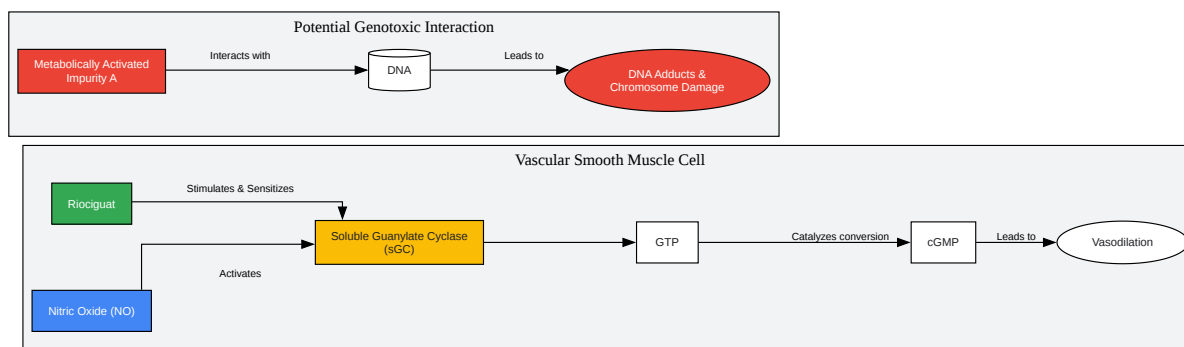 Potential Genotoxic Interaction
Metabolically Activated
Impurity A
Interacts with
DNA
Leads to
DNA Adducts &
Chromosome Damage
Vascular Smooth Muscle Cell
Riociguat
Stimulates & Sensitizes
Soluble Guanylate Cyclase
(sGC)
GTP
Catalyzes conversion
cGMP
Leads to
Vasodilation
Activates
Nitric Oxide (NO)